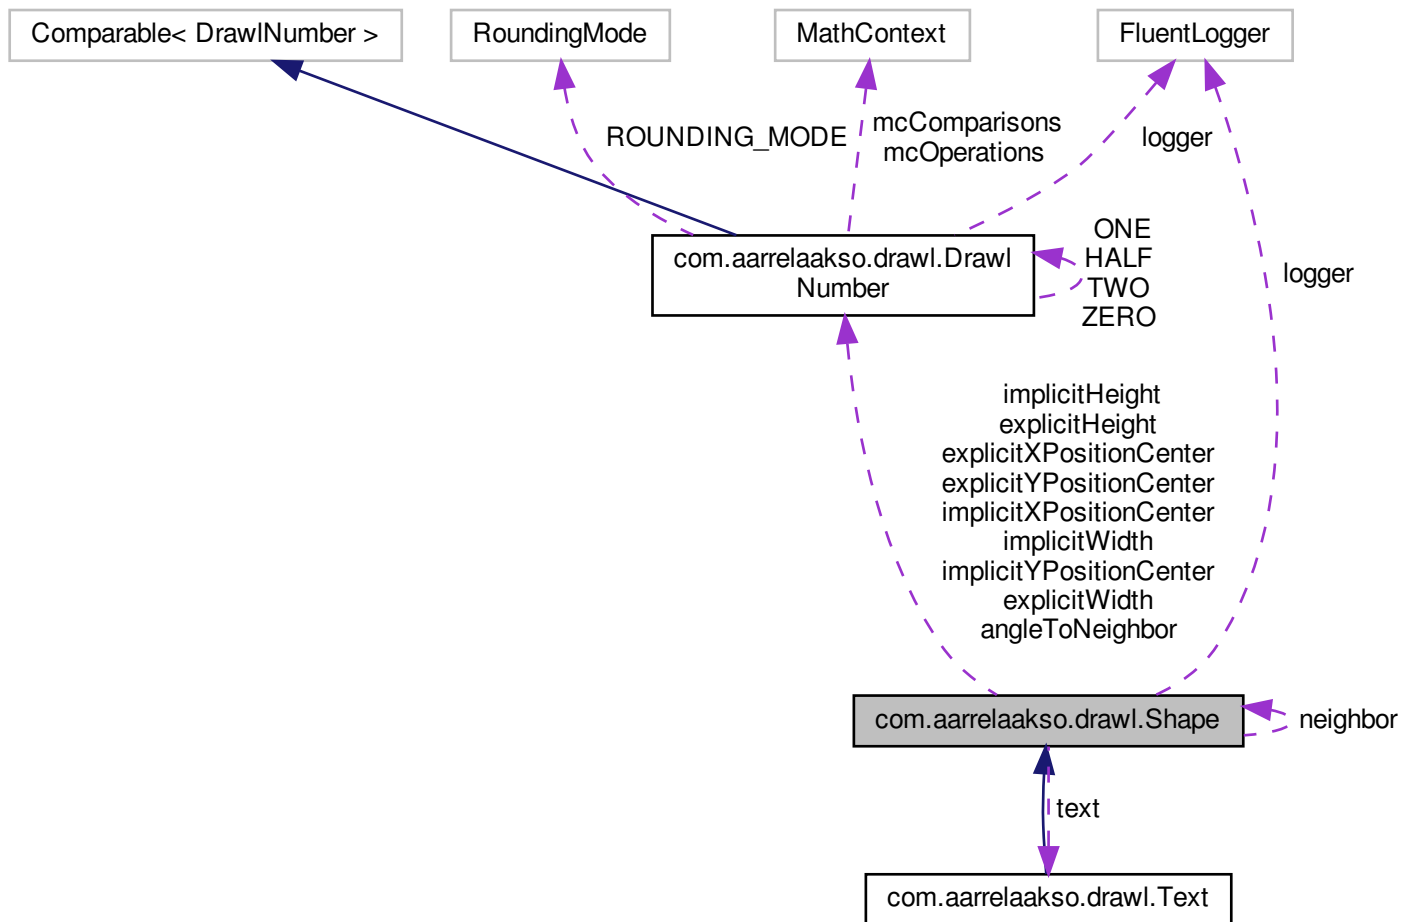 Comparable< DrawlNumber >
RoundingMode
MathContext
FluentLogger
ROUNDING_MODE
mcComparisons
mcOperations
logger
com.aarrelaakso.drawl.Drawl
Number
ONE
HALF
TWO
ZERO
logger
implicitHeight
explicitHeight
explicitXPositionCenter
explicitYPositionCenter
implicitXPositionCenter
implicitWidth
implicitYPositionCenter
explicitWidth
angleToNeighbor
com.aarrelaakso.drawl.Shape
neighbor
text
com.aarrelaakso.drawl.Text